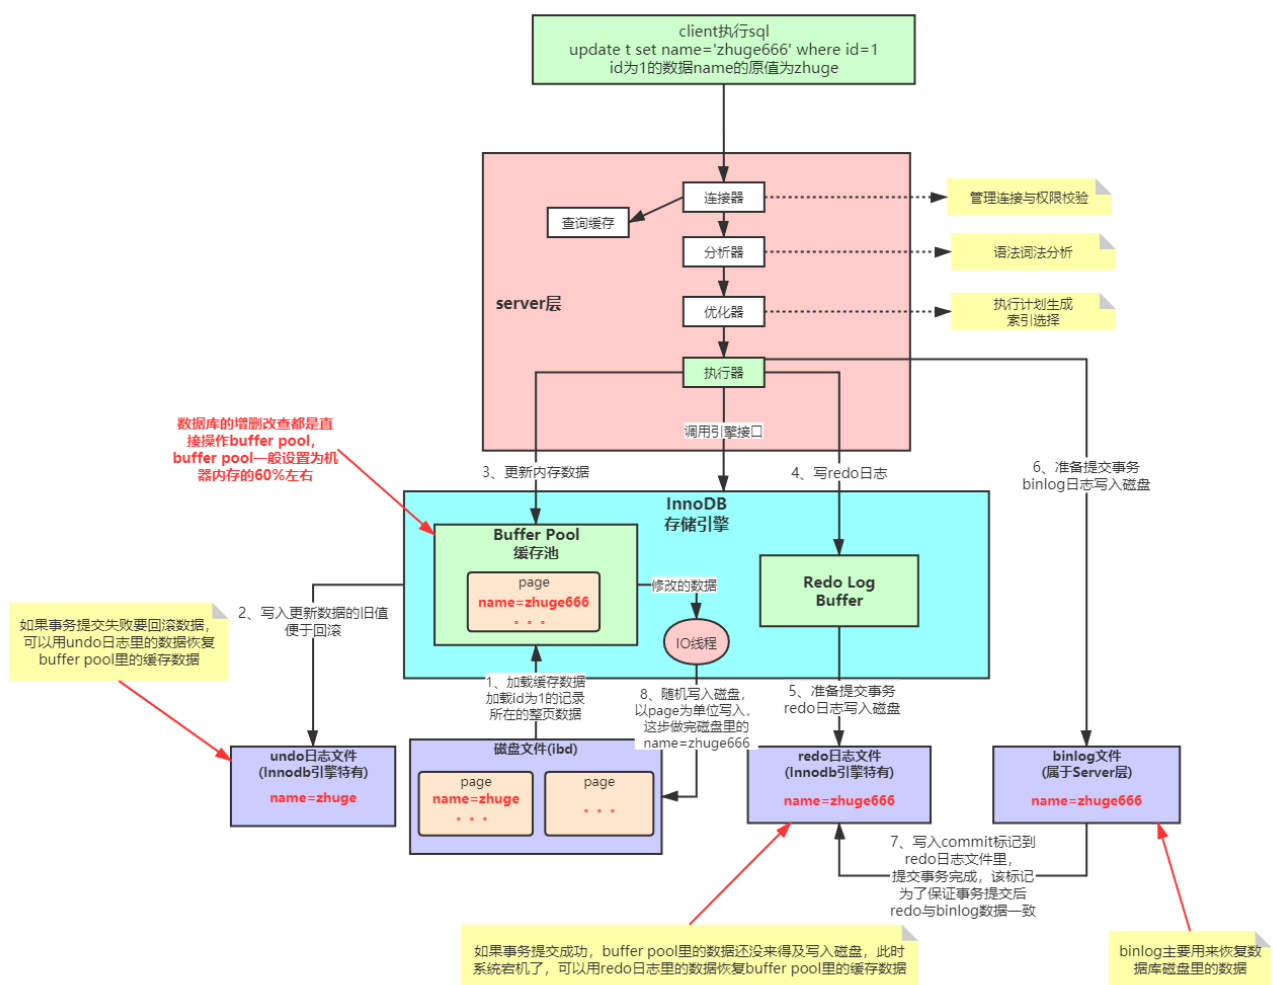 client执行sql
update t set name='zhuge666' where id=1
id为1的数据name的原值为zhuge
连接器
管理连接与权限校验
查询缓存
分析器
语法词法分析
server层
优化器
执行计划生成
索引选择
执行器
数据库的增删改查都是直
接操作buffer pool，
buffer pool一般设置为机
器内存的60%左右
调用引擎接口
3、更新内存数据
4、写redo日志
6、准备提交事务
binlog日志写入磁盘
InnoDB
存储引擎
Buffer Pool
缓存池
page
name=zhuge666
。。。
修改的数据
IO线程
Redo Log
Buffer
2、写入更新数据的旧值
便于回滚
如果事务提交失败要回滚数据，
可以用undo日志里的数据恢复
buffer pool里的缓存数据
1、加载缓存数据
加载id为1的记录
所在的整页数据
8、随机写入磁盘，
以page为单位写入，
这步做完磁盘里的
name=zhuge666
5、准备提交事务
redo日志写入磁盘
undo日志文件
(Innodb引擎特有)
name=zhuge
磁盘文件(ibd)
page
name=zhuge
。。。
page
。。。
redo日志文件
(Innodb引擎特有)
name=zhuge666
binlog文件
(属于Server层)
name=zhuge666
7、写入commit标记到
redo日志文件里，
提交事务完成，该标记
为了保证事务提交后
redo与binlog数据一致
如果事务提交成功，buffer pool里的数据还没来得及写入磁盘，此时
系统宕机了，可以用redo日志里的数据恢复buffer pool里的缓存数据
binlog主要用来恢复数
据库磁盘里的数据